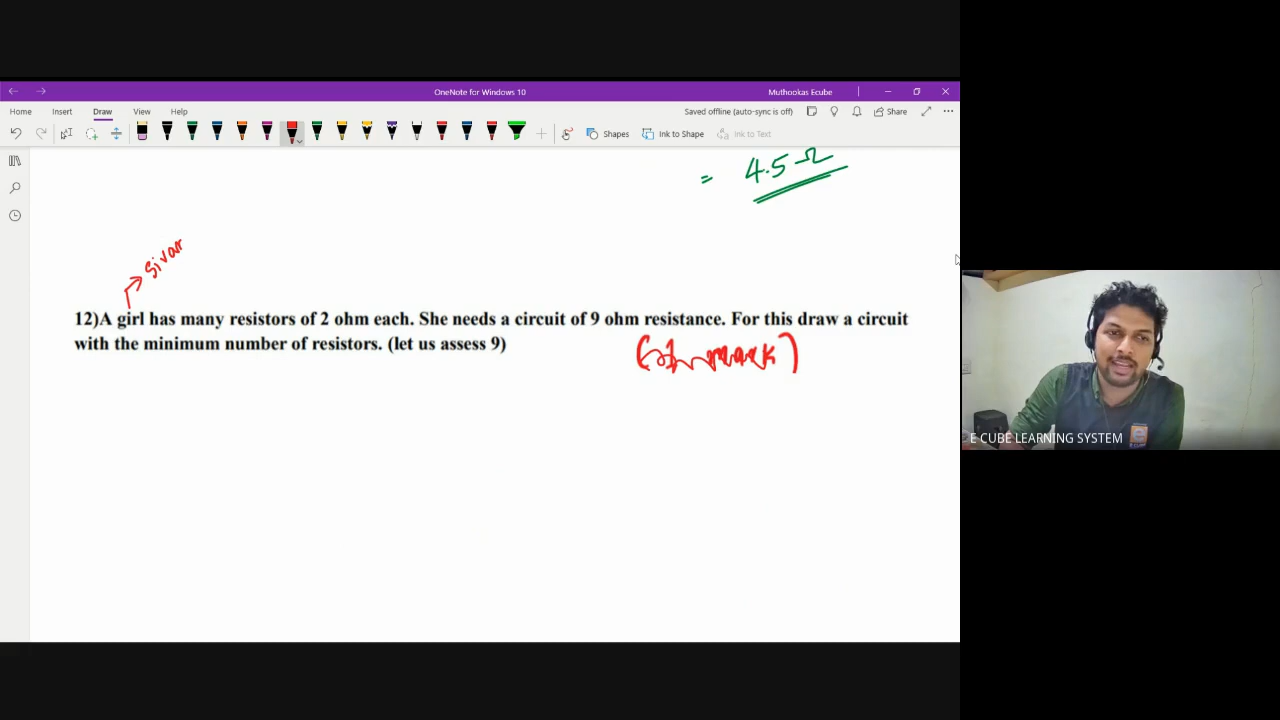 OneNote for Windows 10
Muthookas Ecube
Home Insert Draw View Help
Saved offline (auto-sync is off)
Share
Shapes
Ink to Shape
Ink to Text
= 4.5 Ω
12)A girl has many resistors of 2 ohm each. She needs a circuit of 9 ohm resistance. For this draw a circuit
with the minimum number of resistors. (let us assess 9)
mark)
E CUBE LEARNING SYSTEM